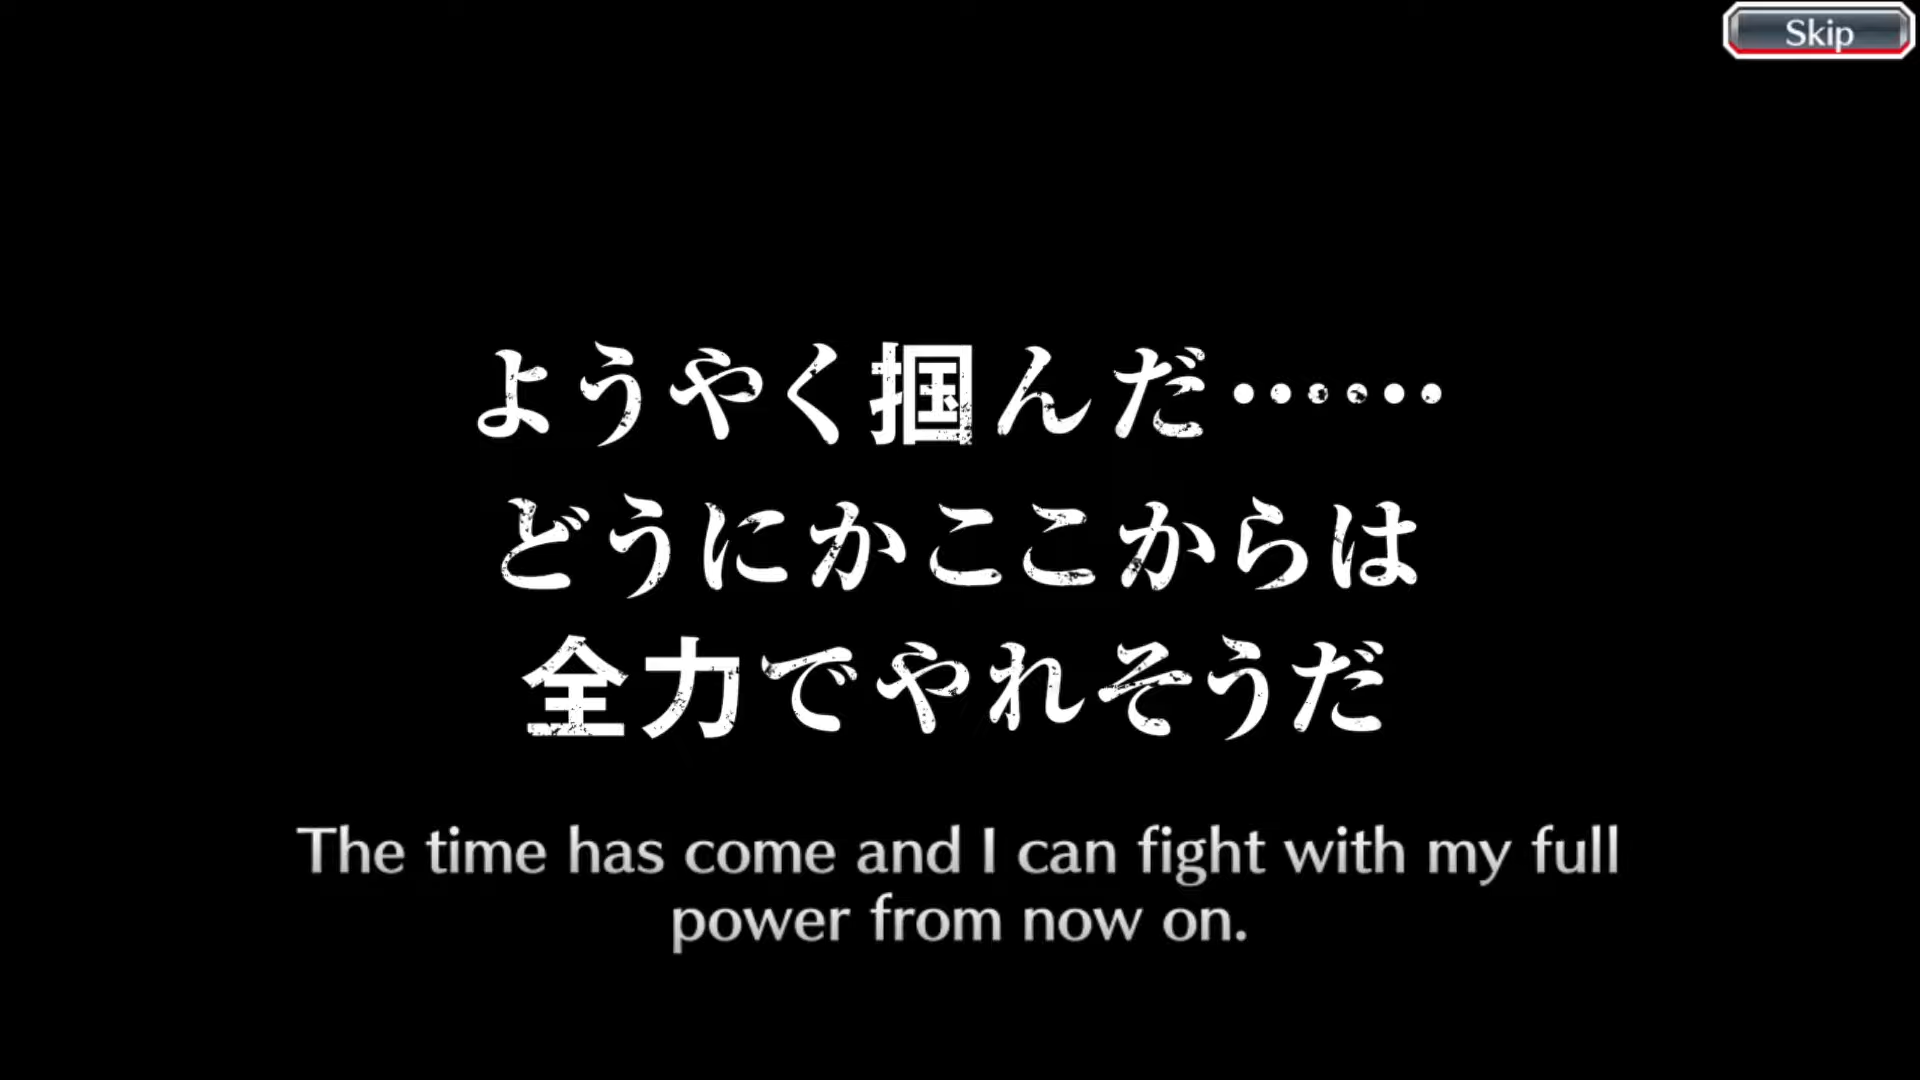 Skip
ようやく掴んだ……
どうにかここからは
全力でやれそうだ
The time has come and I can fight with my full
power from now on.